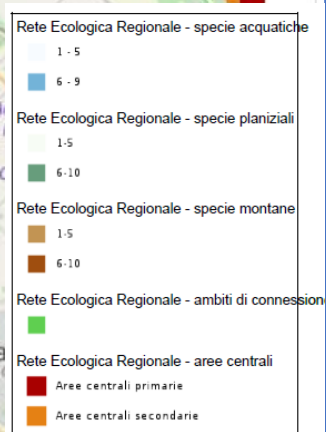 Rete Ecologica Regionale - specie acquatiche
1 - 5
6 - 9
Rete Ecologica Regionale - specie planiziali
1-5
6-10
Rete Ecologica Regionale - specie montane
1-5
6-10
Rete Ecologica Regionale - ambiti di connessione
Rete Ecologica Regionale - aree centrali
Aree centrali primarie
Aree centrali secondarie